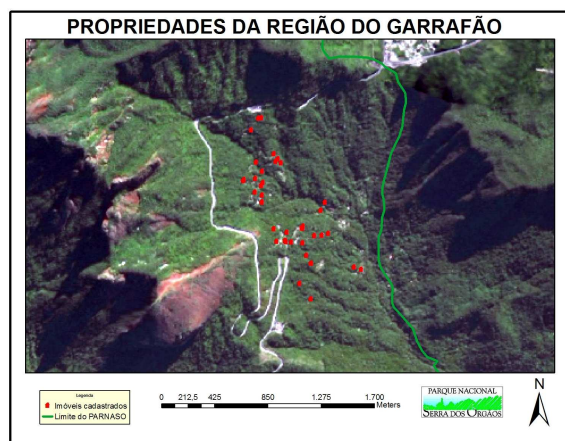 PROPRIEDADES DA REGIÃO DO GARRAFÃO
Legenda
Imóveis cadastrados
Limite do PARNASO
0 212,5 425 850 1.275 1.700
Meters
PARQUE NACIONAL
SERRA DOS ÓRGÃOS
N